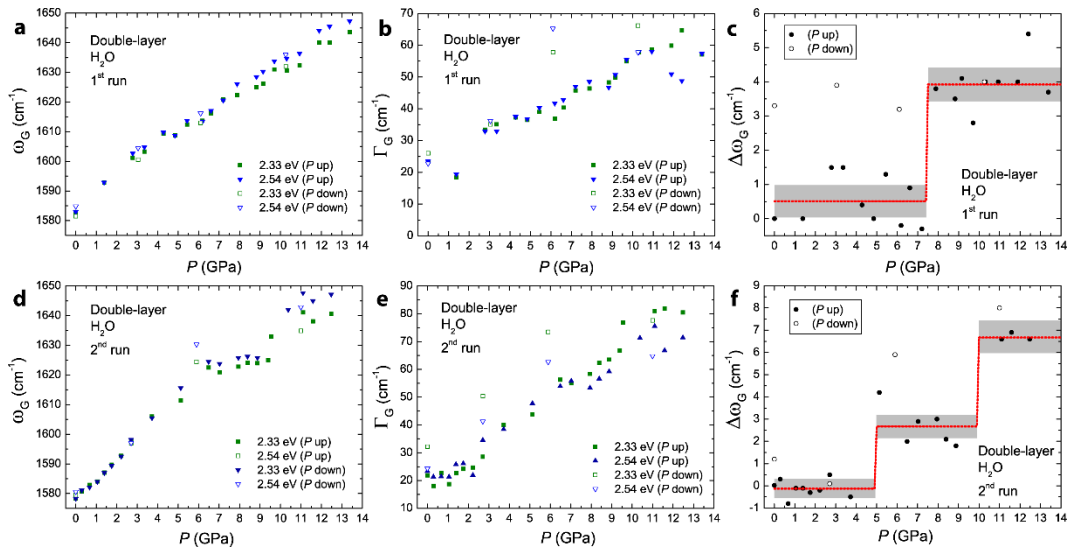 a
Double-layer
H2O
1st run
2.33 eV (P up)
2.54 eV (P up)
2.33 eV (P down)
2.54 eV (P down)
ωG (cm-1)
1580 1590 1600 1610 1620 1630 1640 1650
0 1 2 3 4 5 6 7 8 9 10 11 12 13 14
P (GPa)
b
Double-layer
H2O
1st run
2.33 eV (P up)
2.54 eV (P up)
2.33 eV (P down)
2.54 eV (P down)
ΓG (cm-1)
0 10 20 30 40 50 60 70
0 1 2 3 4 5 6 7 8 9 10 11 12 13 14
P (GPa)
c
(P up)
(P down)
Double-layer
H2O
1st run
ΔωG (cm-1)
0 1 2 3 4 5 6
0 1 2 3 4 5 6 7 8 9 10 11 12 13 14
P (GPa)
d
Double-layer
H2O
2nd run
2.33 eV (P up)
2.54 eV (P up)
2.33 eV (P down)
2.54 eV (P down)
ωG (cm-1)
1580 1590 1600 1610 1620 1630 1640 1650
0 1 2 3 4 5 6 7 8 9 10 11 12 13 14
P (GPa)
e
Double-layer
H2O
2nd run
2.33 eV (P up)
2.54 eV (P up)
2.33 eV (P down)
2.54 eV (P down)
ΓG (cm-1)
10 20 30 40 50 60 70 80 90
0 1 2 3 4 5 6 7 8 9 10 11 12 13 14
P (GPa)
f
(P up)
(P down)
Double-layer
H2O
2nd run
ΔωG (cm-1)
-1 0 1 2 3 4 5 6 7 8 9
0 1 2 3 4 5 6 7 8 9 10 11 12 13 14
P (GPa)